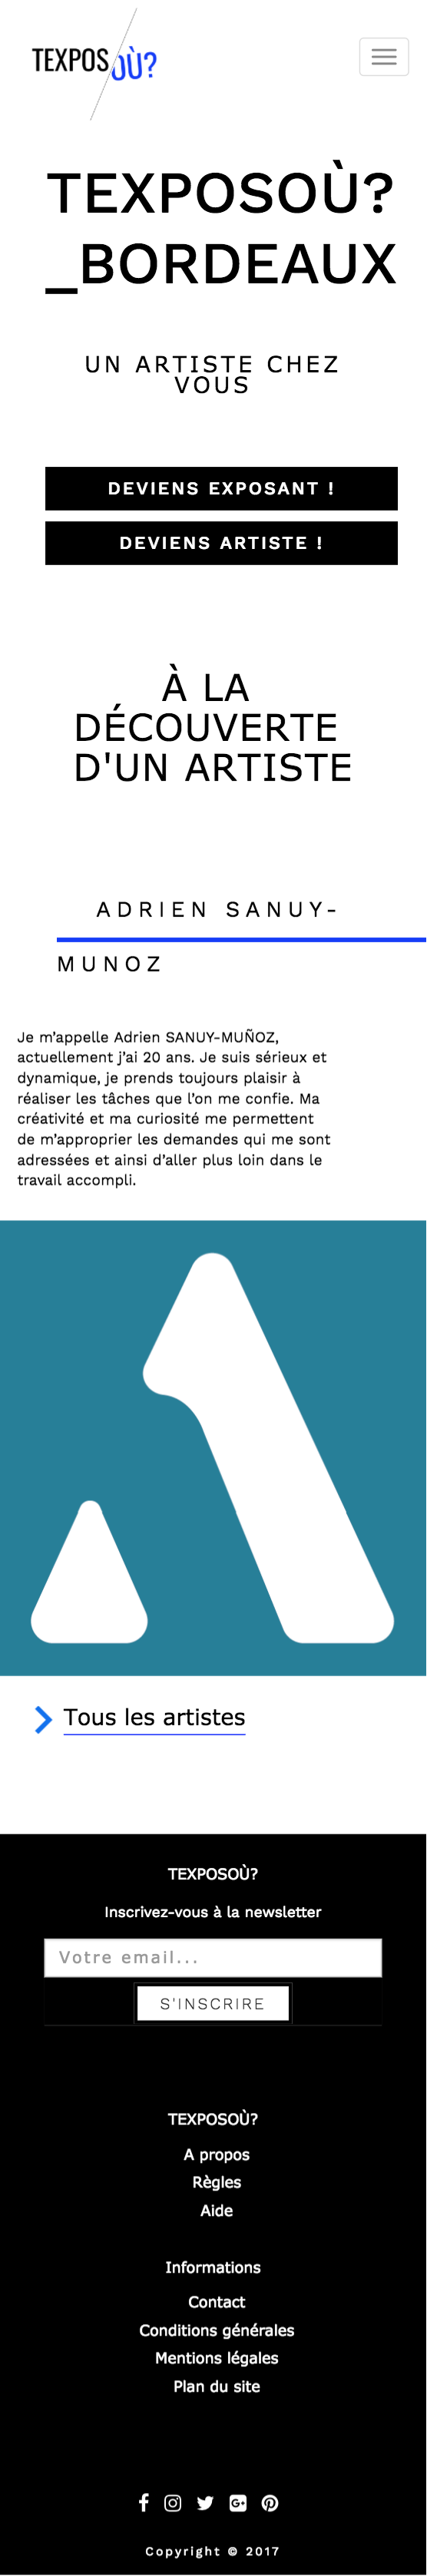 TEXPOSOÙ?
TEXPOSOÙ?
_BORDEAUX
UN ARTISTE CHEZ
VOUS
DEVIENS EXPOSANT !
DEVIENS ARTISTE !
À LA
DÉCOUVERTE
D'UN ARTISTE
ADRIEN SANUY-
MUNOZ
Je m’appelle Adrien SANUY-MUÑOZ,
actuellement j’ai 20 ans. Je suis sérieux et
dynamique, je prends toujours plaisir à
réaliser les tâches que l’on me confie. Ma
créativité et ma curiosité me permettent
de m’approprier les demandes qui me sont
adressées et ainsi d’aller plus loin dans le
travail accompli.
Tous les artistes
TEXPOSOÙ?
Inscrivez-vous à la newsletter
Votre email...
S'INSCRIRE
TEXPOSOÙ?
A propos
Règles
Aide
Informations
Contact
Conditions générales
Mentions légales
Plan du site
Copyright © 2017